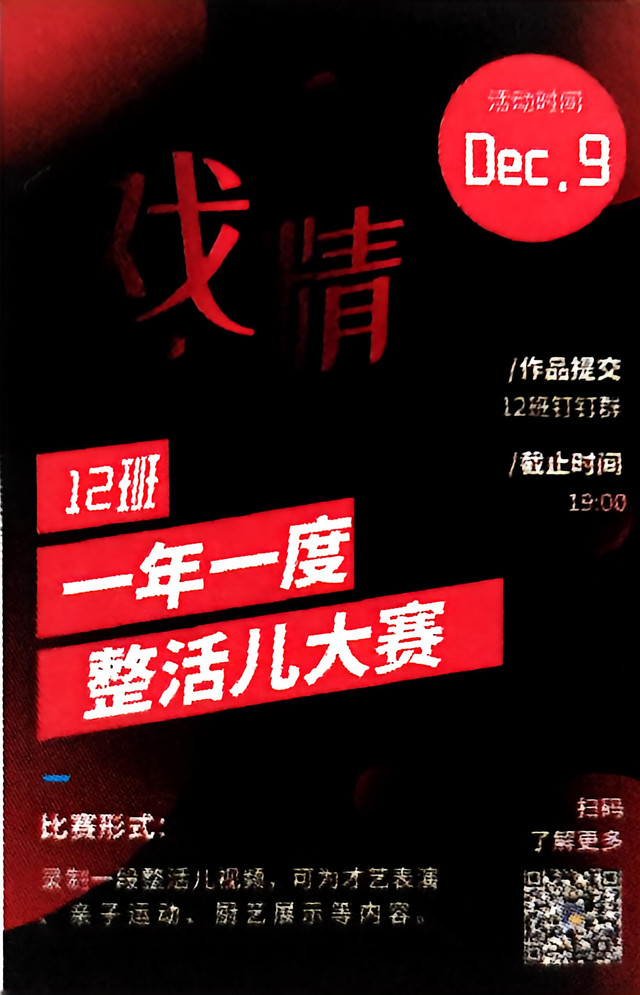 活动时间
Dec.9
情
/作品提交
12班钉钉群
/截止时间
19:00
12班
一年一度
整活儿大赛
比赛形式:
录制一段整活儿视频,可为才艺表演
、亲子运动、厨艺展示等内容。
扫码
了解更多